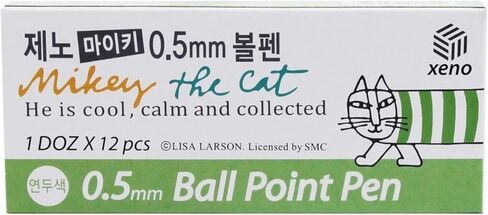 제노 마이키 0.5mm 볼펜
xeno
Mikey the cat
He is cool, calm and collected
1 DOZ X 12 pcs
©LISA LARSON. Licensed by SMC
연두색 0.5mm Ball Point Pen